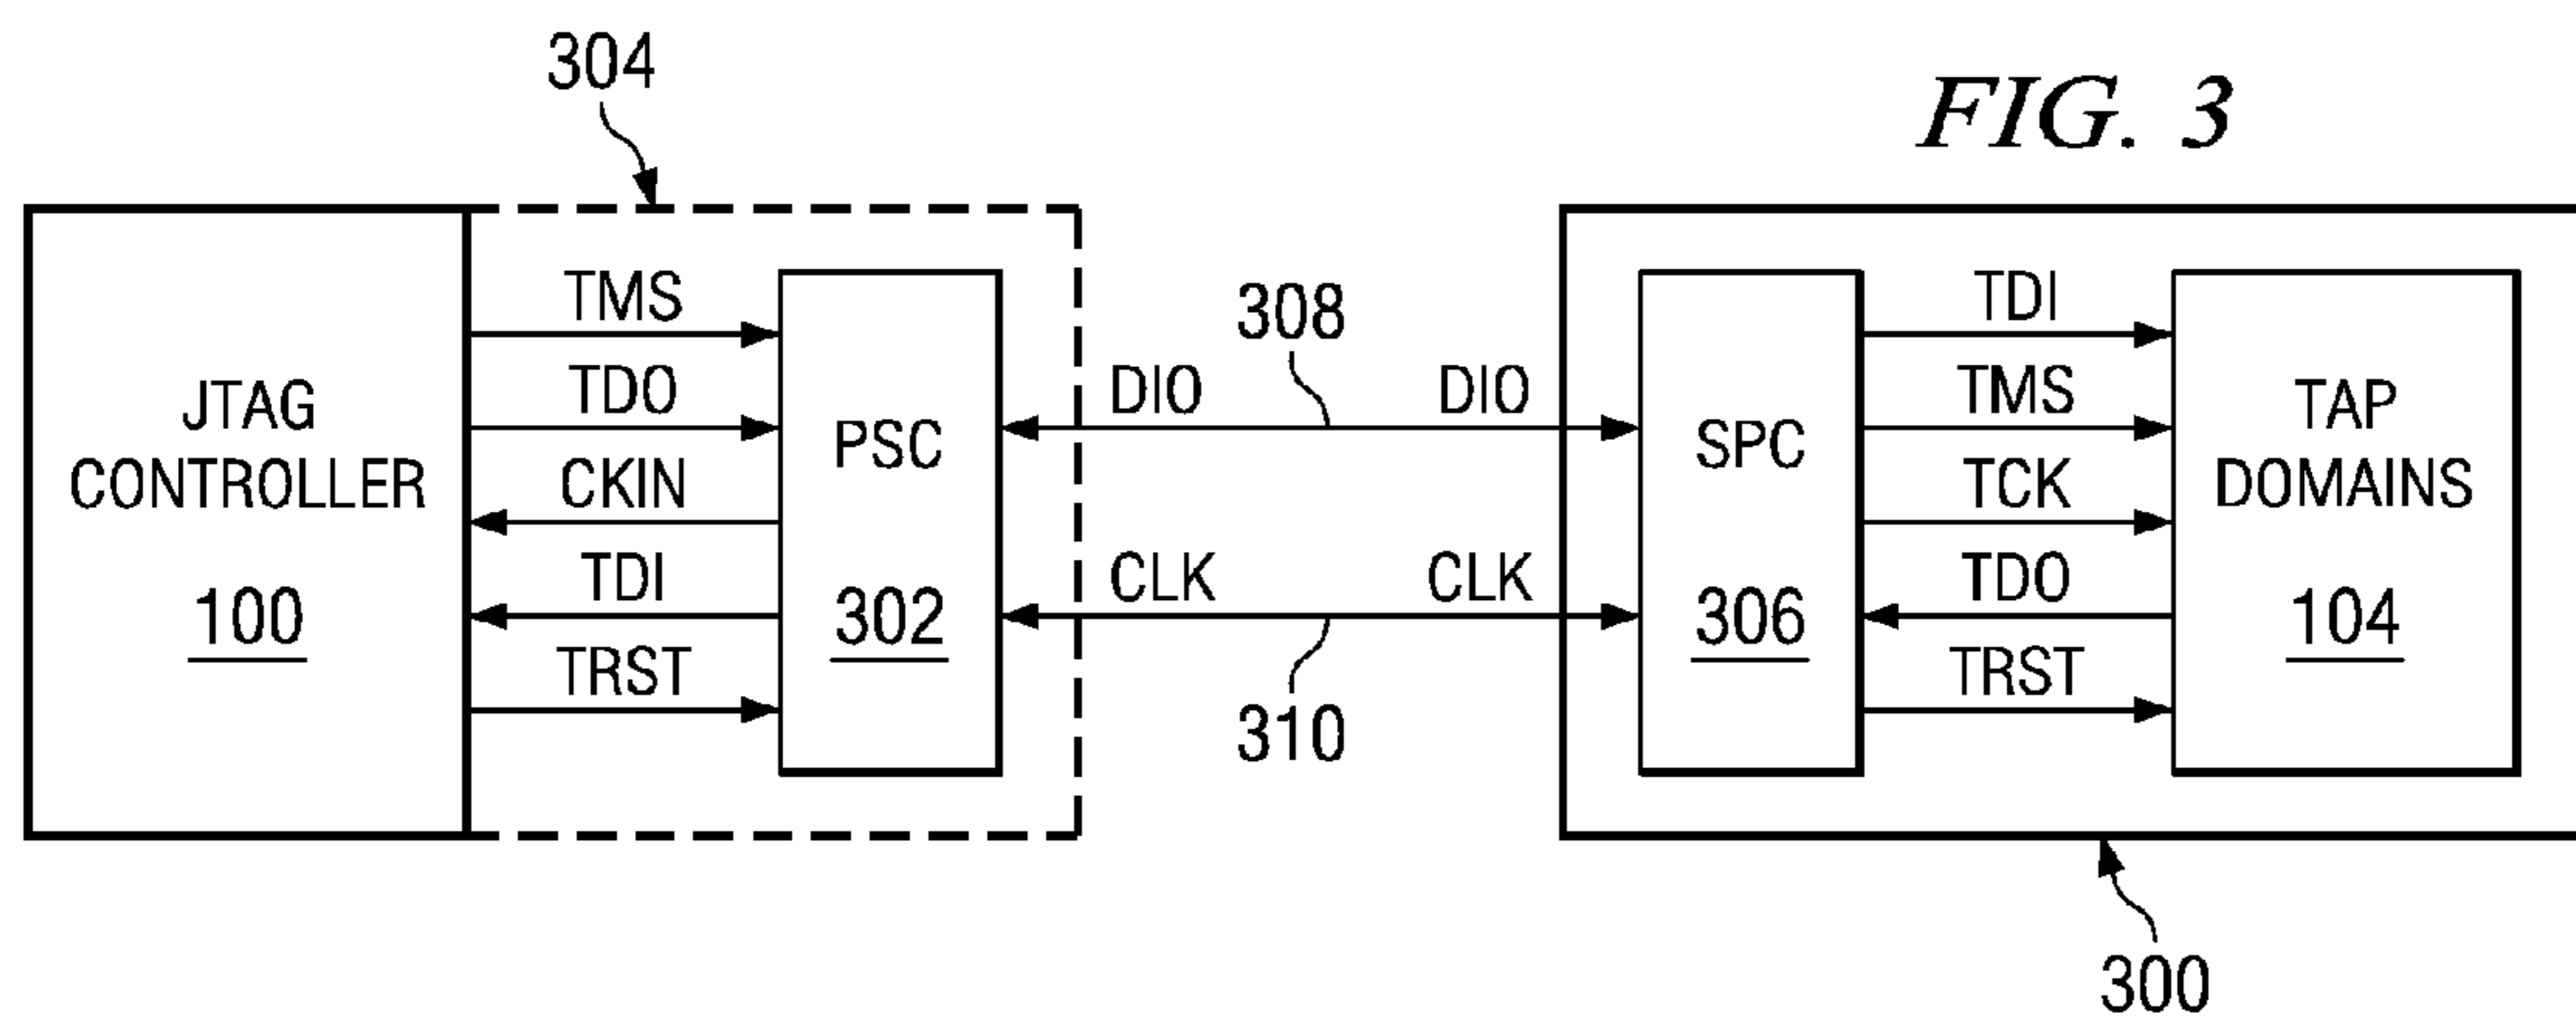 304
FIG. 3
JTAG
CONTROLLER
100
TMS
TDO
CKIN
TDI
TRST
PSC
302
DIO
308
DIO
CLK
CLK
310
SPC
306
TDI
TMS
TCK
TDO
TRST
TAP
DOMAINS
104
300